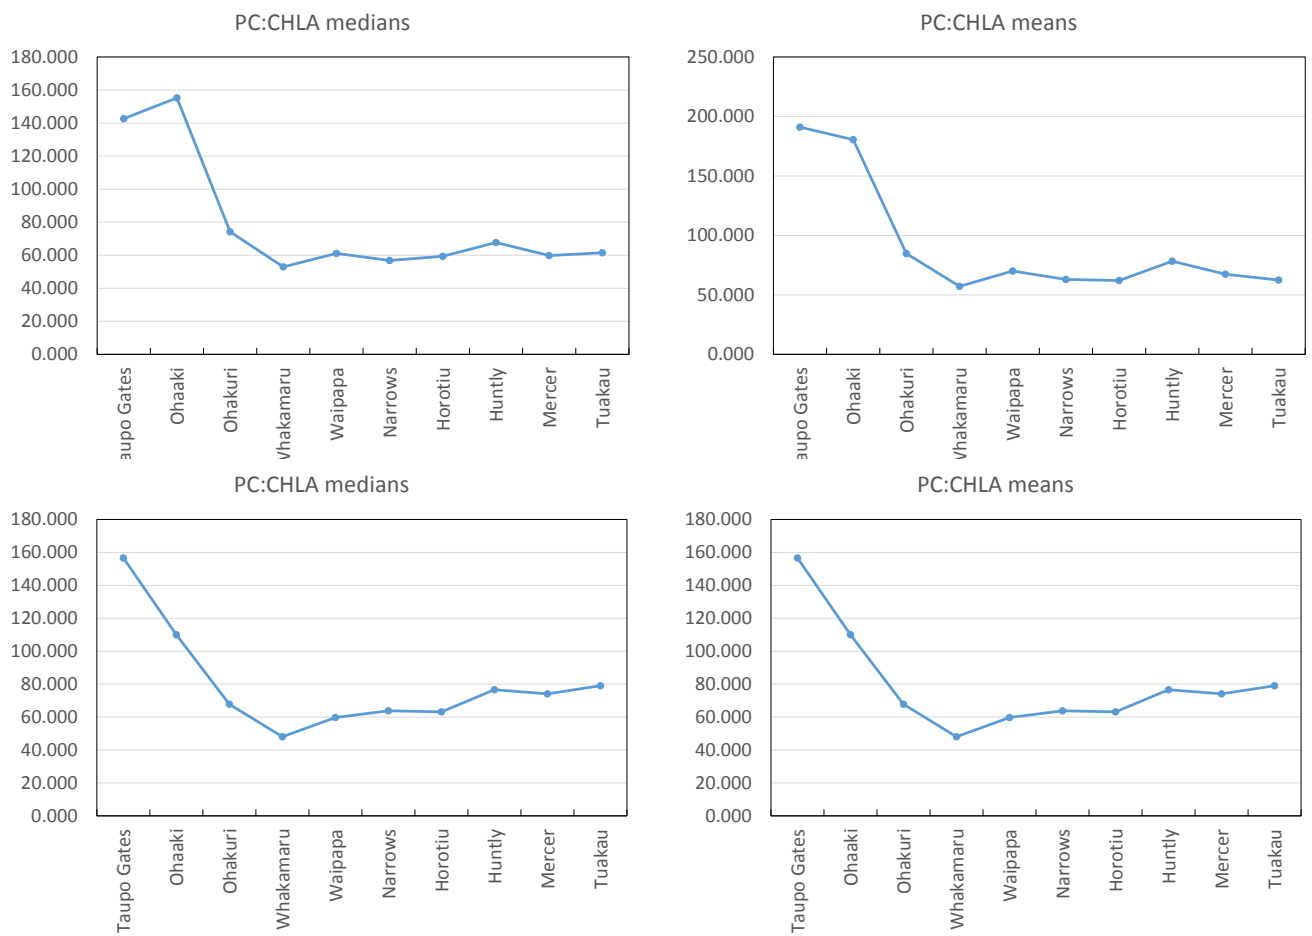 PC:CHLA medians
180.000
160.000
140.000
120.000
100.000
80.000
60.000
40.000
20.000
0.000
aupo Gates
Ohaaki
Ohakuri
Whakamaru
Waipapa
Narrows
Horotiu
Huntly
Mercer
Tuakau
PC:CHLA means
250.000
200.000
150.000
100.000
50.000
0.000
aupo Gates
Ohaaki
Ohakuri
Whakamaru
Waipapa
Narrows
Horotiu
Huntly
Mercer
Tuakau
PC:CHLA medians
180.000
160.000
140.000
120.000
100.000
80.000
60.000
40.000
20.000
0.000
Taupo Gates
Ohaaki
Ohakuri
Whakamaru
Waipapa
Narrows
Horotiu
Huntly
Mercer
Tuakau
PC:CHLA means
180.000
160.000
140.000
120.000
100.000
80.000
60.000
40.000
20.000
0.000
Taupo Gates
Ohaaki
Ohakuri
Whakamaru
Waipapa
Narrows
Horotiu
Huntly
Mercer
Tuakau